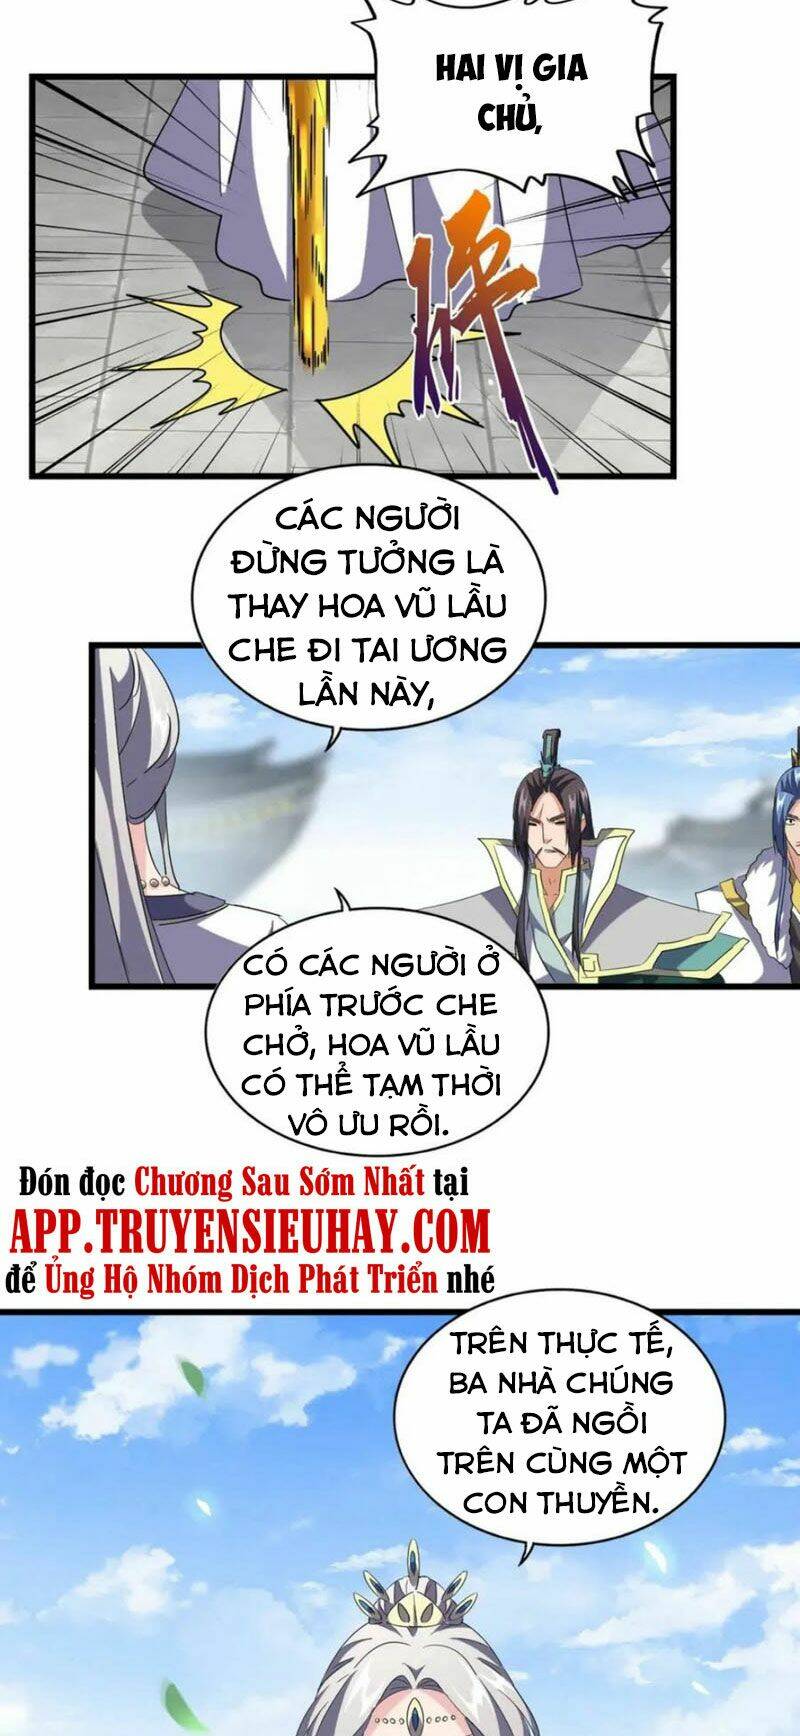 HAI VỊ GIA
CHỦ,
CÁC NGƯỜI
ĐỪNG TƯỞNG LÀ
THAY HOA VŨ LẦU
CHE ĐI TAI ƯƠNG
LẦN NÀY,
CÓ CÁC NGƯỜI Ở
PHÍA TRƯỚC CHE
CHỞ, HOA VŨ LẦU
CÓ THỂ TẠM THỜI
VÔ ƯU RỒI.
Đón đọc Chương Sau Sớm Nhất tại
APP.TRUYENSIEUHAY.COM
để Ủng Hộ Nhóm Dịch Phát Triển nhé
TRÊN THỰC TẾ,
BA NHÀ CHÚNG
TA ĐÃ NGỒI
TRÊN CÙNG MỘT
CON THUYỀN.